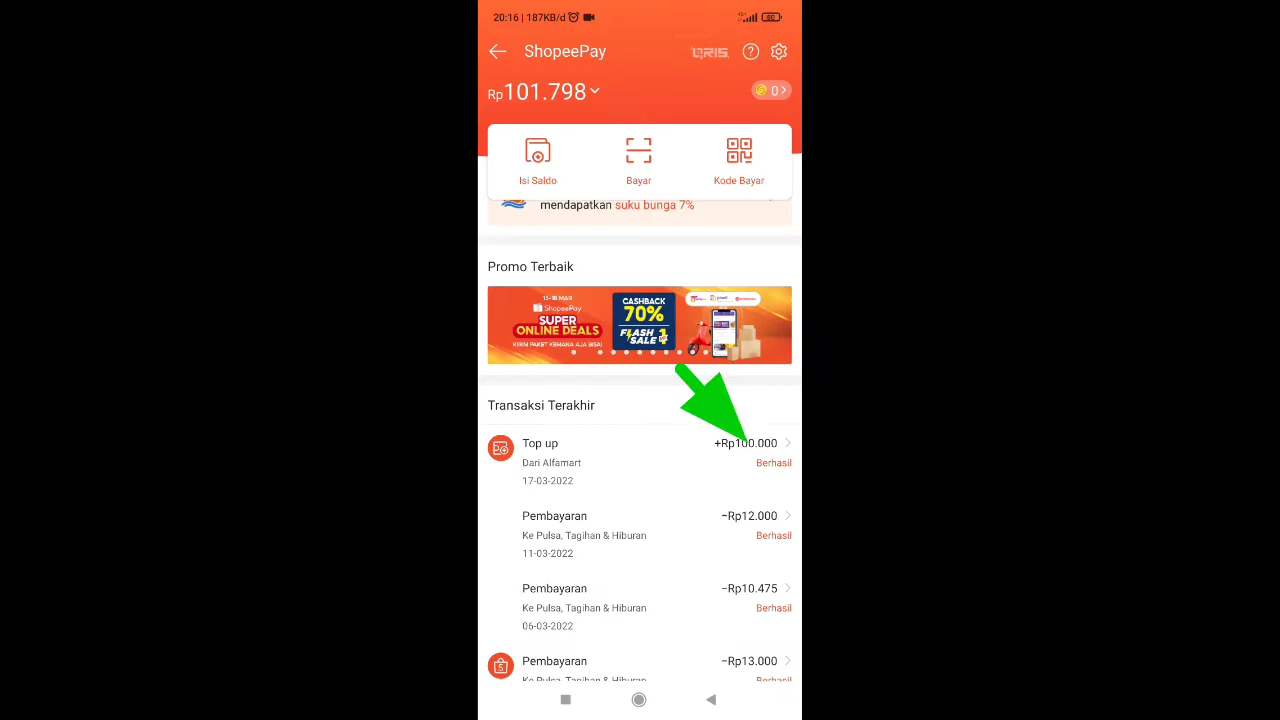 20:16 | 187KB/d
4G+
80
ShopeePay
QRIS
Rp101.798
0
Isi Saldo
Bayar
Kode Bayar
mendapatkan suku bunga 7%
Promo Terbaik
ShopeePay
SUPER
ONLINE DEALS
KIRIM PAKET KEMANA AJA BISA!
CASHBACK
70%
FLASH
SALE
Transaksi Terakhir
Top up
+Rp100.000
Dari Alfamart
Berhasil
17-03-2022
Pembayaran
−Rp12.000
Ke Pulsa, Tagihan & Hiburan
Berhasil
11-03-2022
Pembayaran
−Rp10.475
Ke Pulsa, Tagihan & Hiburan
Berhasil
06-03-2022
Pembayaran
−Rp13.000
Ke Pulsa, Tagihan & Hiburan
Berhasil